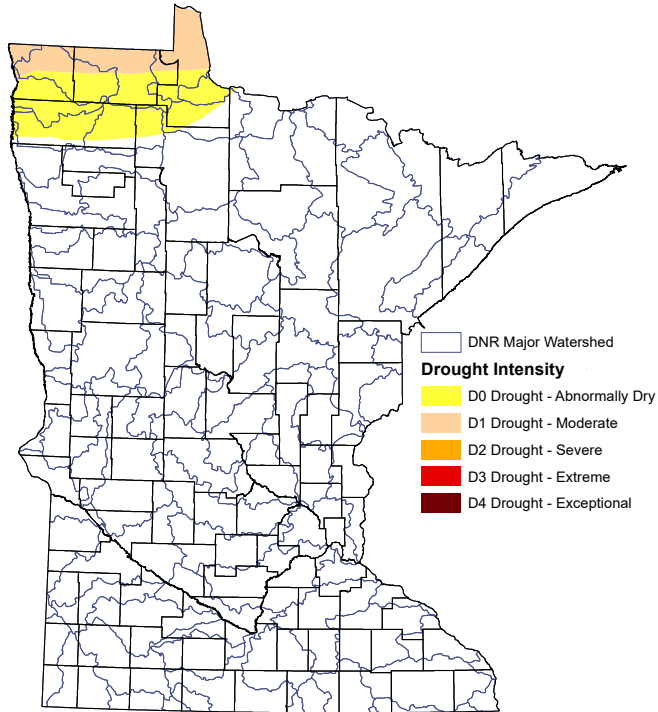 DNR Major Watershed
Drought Intensity
D0 Drought - Abnormally Dry
D1 Drought - Moderate
D2 Drought - Severe
D3 Drought - Extreme
D4 Drought - Exceptional